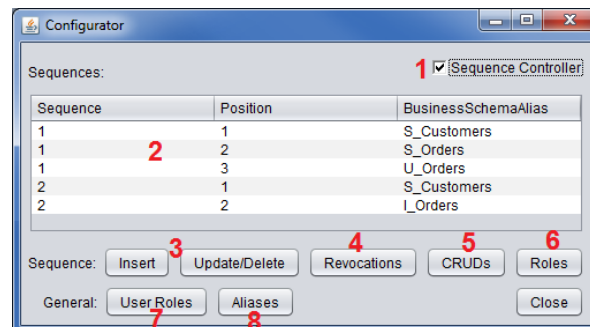 Configurator
Sequences: 1 Sequence Controller
Sequence Position BusinessSchemaAlias
1 1 S_Customers
1 2 S_Orders
1 3 U_Orders
2 1 S_Customers
2 2 I_Orders
2
3 4 5 6
Sequence: Insert Update/Delete Revocations CRUDs Roles
General: User Roles Aliases Close
7 8